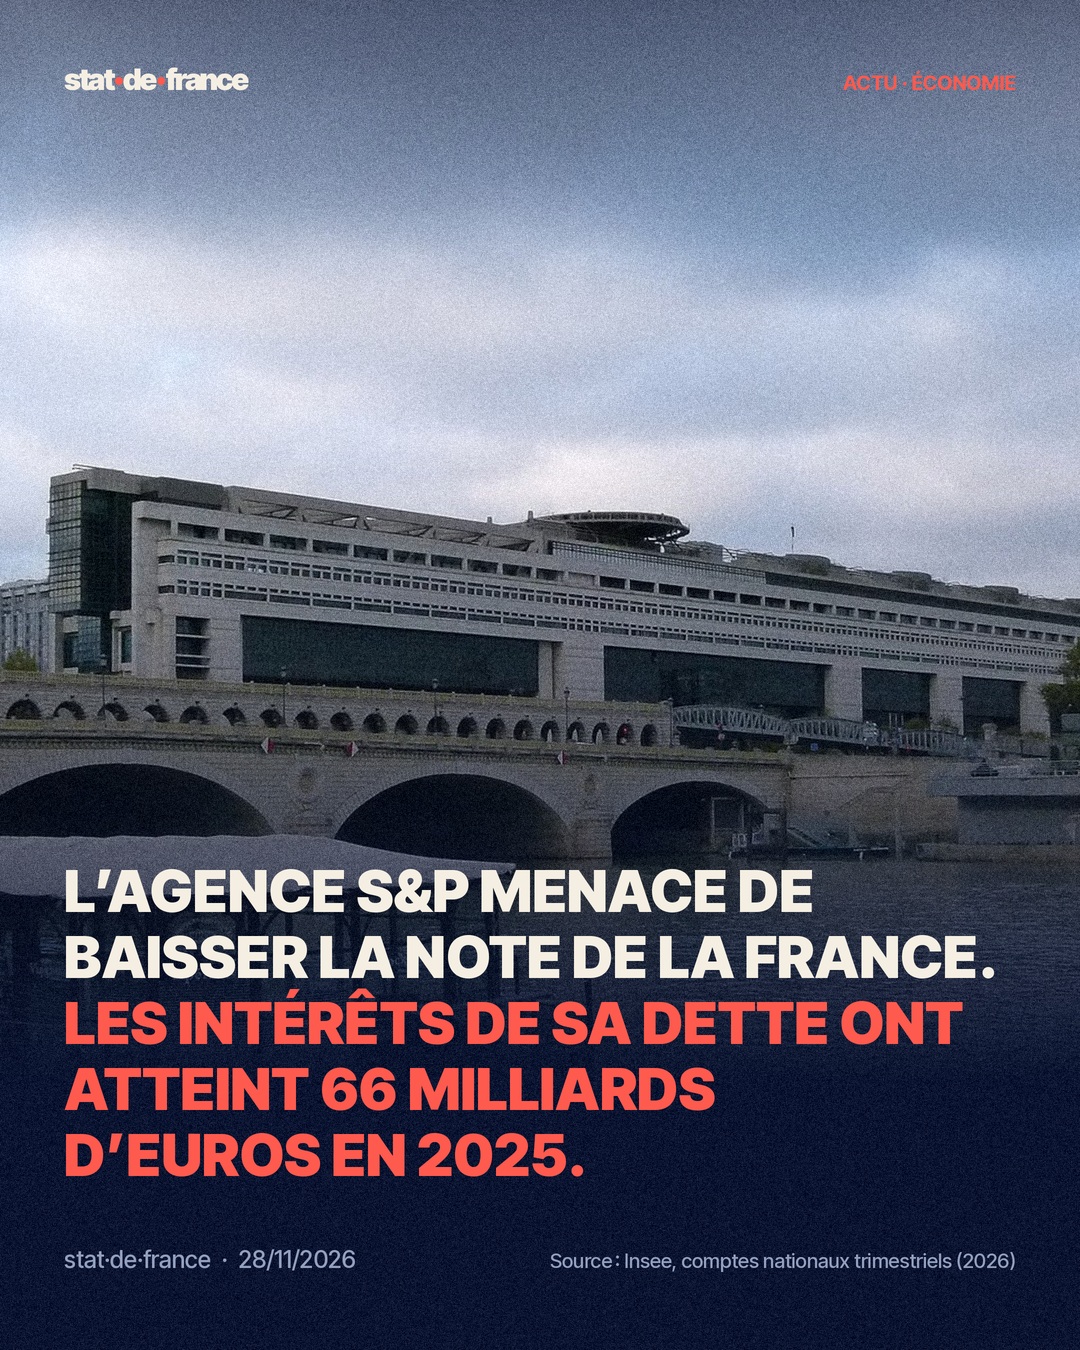 stat·de·france
ACTU · ÉCONOMIE
L’AGENCE S&P MENACE DE
BAISSER LA NOTE DE LA FRANCE.
LES INTÉRÊTS DE SA DETTE ONT
ATTEINT 66 MILLIARDS
D’EUROS EN 2025.
stat·de·france · 28/11/2026
Source : Insee, comptes nationaux trimestriels (2026)